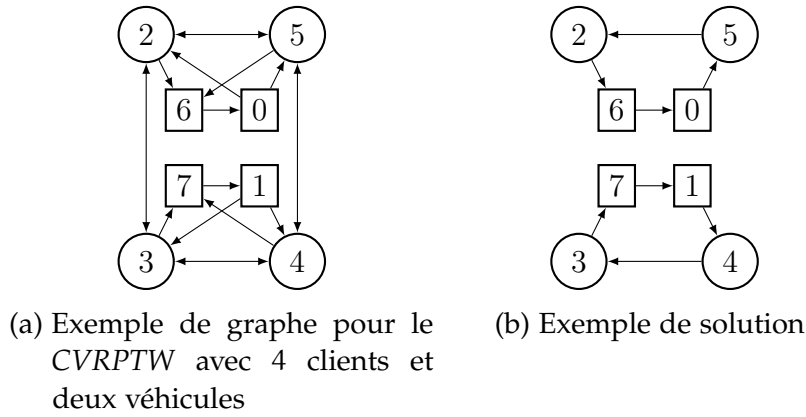 2 5
6 0
7 1
3 4
(a) Exemple de graphe pour le
CVRPTW avec 4 clients et
deux véhicules
2 5
6 0
7 1
3 4
(b) Exemple de solution